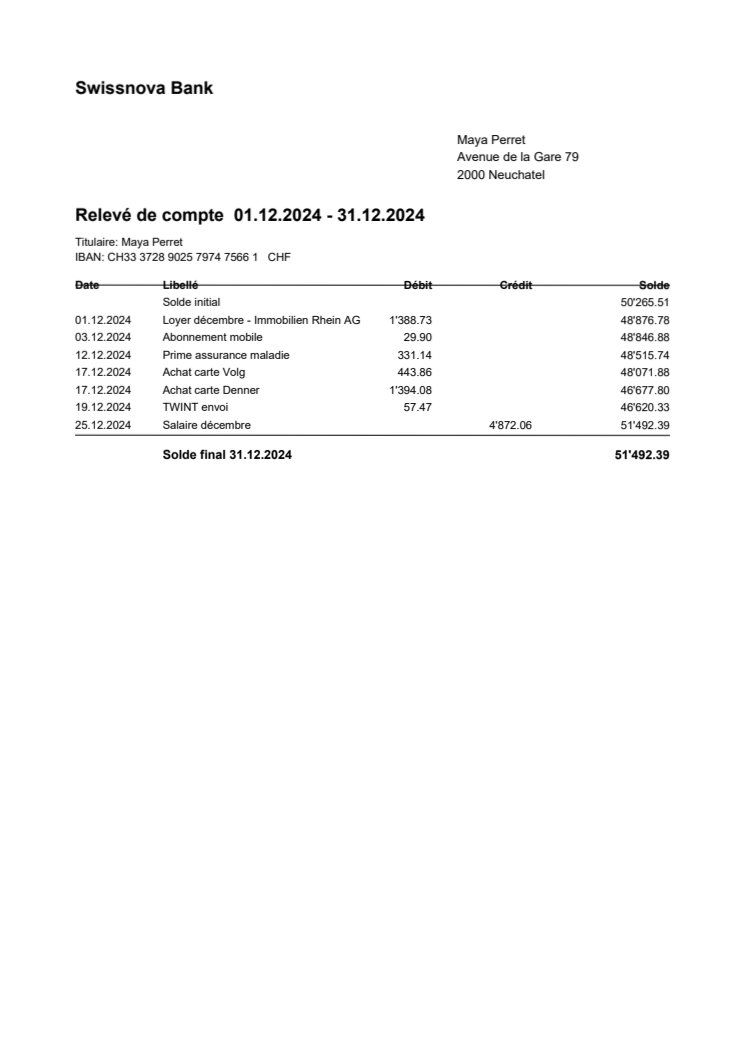 Swissnova Bank
Maya Perret
Avenue de la Gare 79
2000 Neuchatel
Relevé de compte 01.12.2024 - 31.12.2024
Titulaire: Maya Perret
IBAN: CH33 3728 9025 7974 7566 1 CHF
Date Libellé Débit Crédit Solde
Solde initial 50'265.51
01.12.2024 Loyer décembre - Immobilien Rhein AG 1'388.73 48'876.78
03.12.2024 Abonnement mobile 29.90 48'846.88
12.12.2024 Prime assurance maladie 331.14 48'515.74
17.12.2024 Achat carte Volg 443.86 48'071.88
17.12.2024 Achat carte Denner 1'394.08 46'677.80
19.12.2024 TWINT envoi 57.47 46'620.33
25.12.2024 Salaire décembre 4'872.06 51'492.39
Solde final 31.12.2024 51'492.39